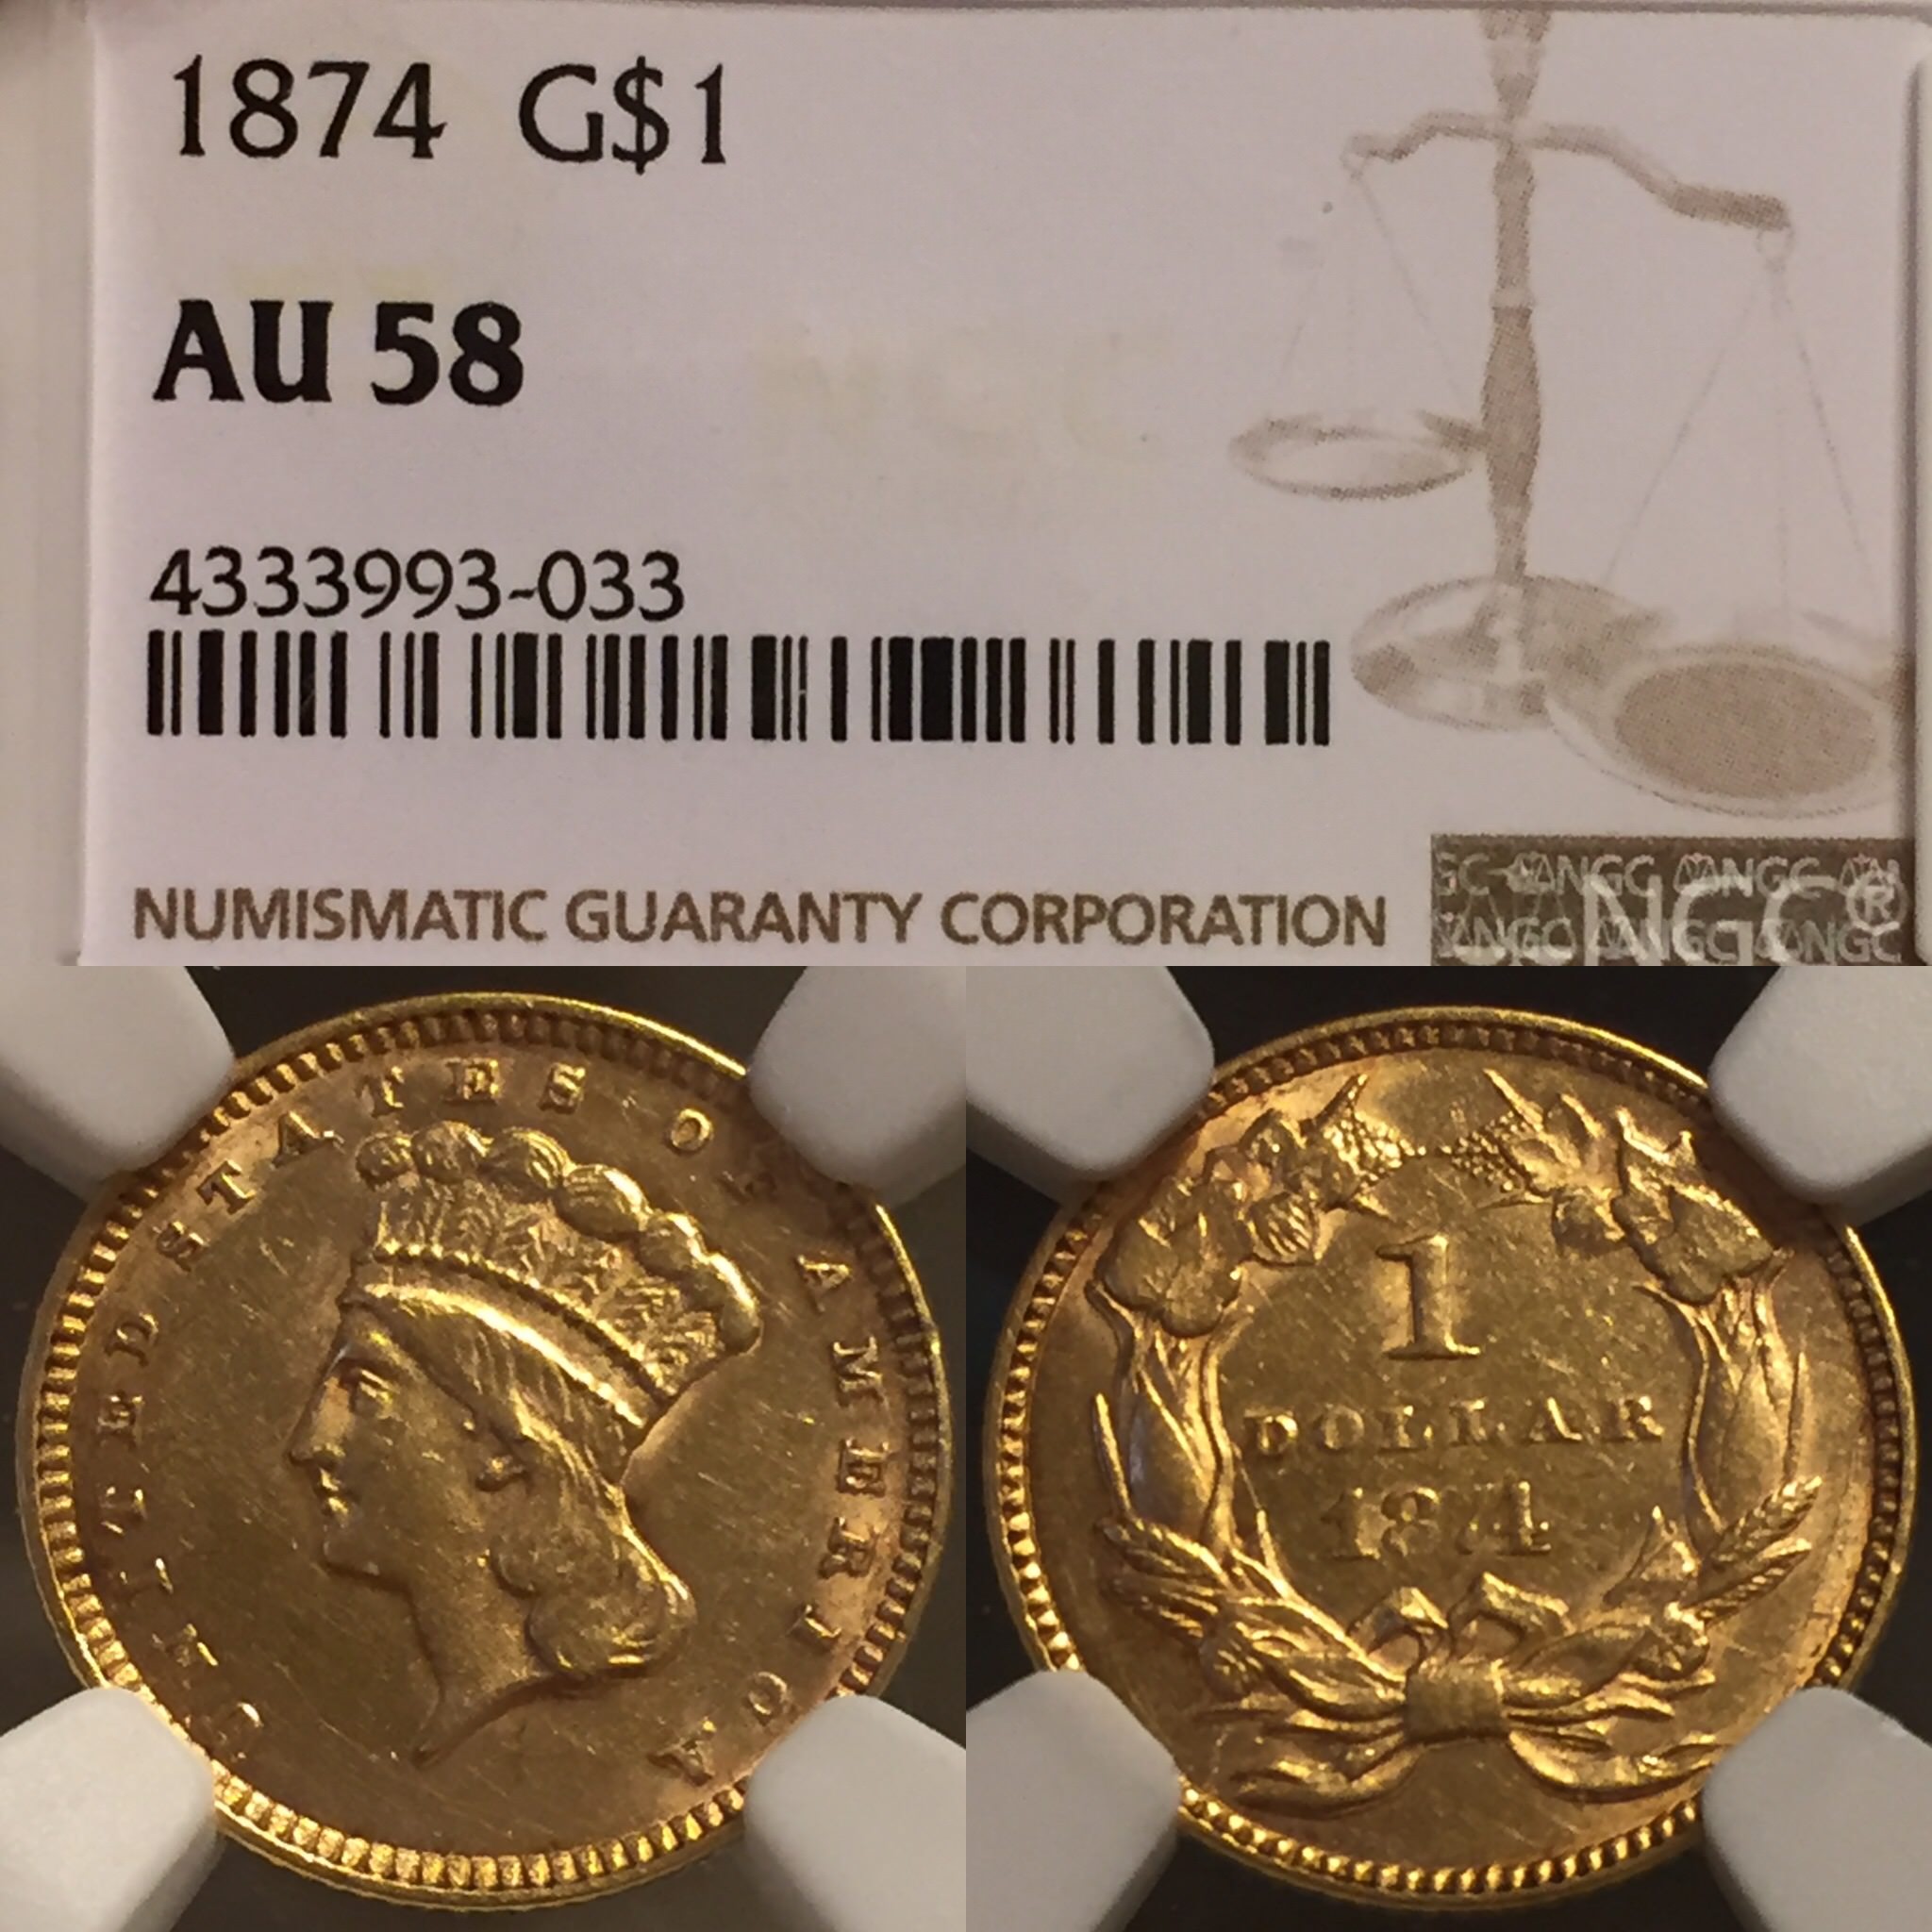 1874 G$1
AU 58
4333993-033
NUMISMATIC GUARANTY CORPORATION
NGC®
UNITED STATES OF AMERICA
1
DOLLAR
1874